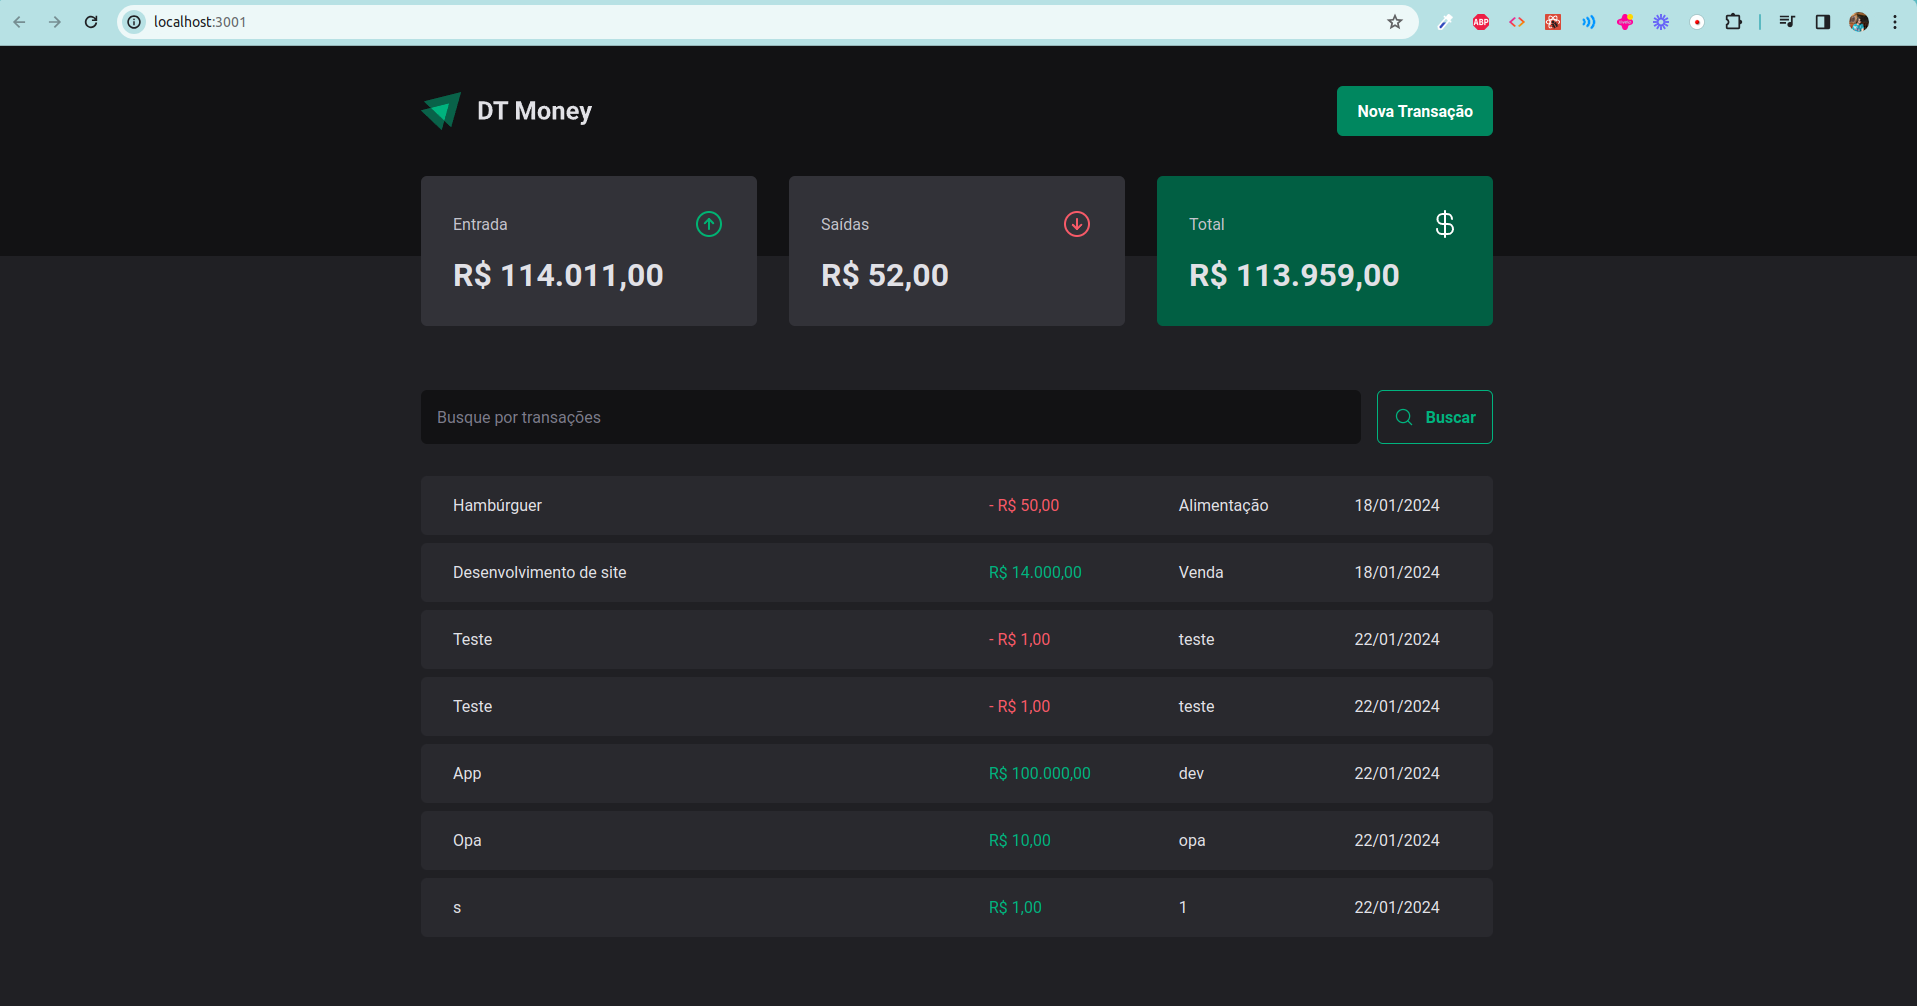 localhost:3001
ABP
DT Money
Nova Transação
Entrada
R$ 114.011,00
Saídas
R$ 52,00
Total
$
R$ 113.959,00
Busque por transações
Buscar
Hambúrguer - R$ 50,00 Alimentação 18/01/2024
Desenvolvimento de site R$ 14.000,00 Venda 18/01/2024
Teste - R$ 1,00 teste 22/01/2024
Teste - R$ 1,00 teste 22/01/2024
App R$ 100.000,00 dev 22/01/2024
Opa R$ 10,00 opa 22/01/2024
s R$ 1,00 1 22/01/2024